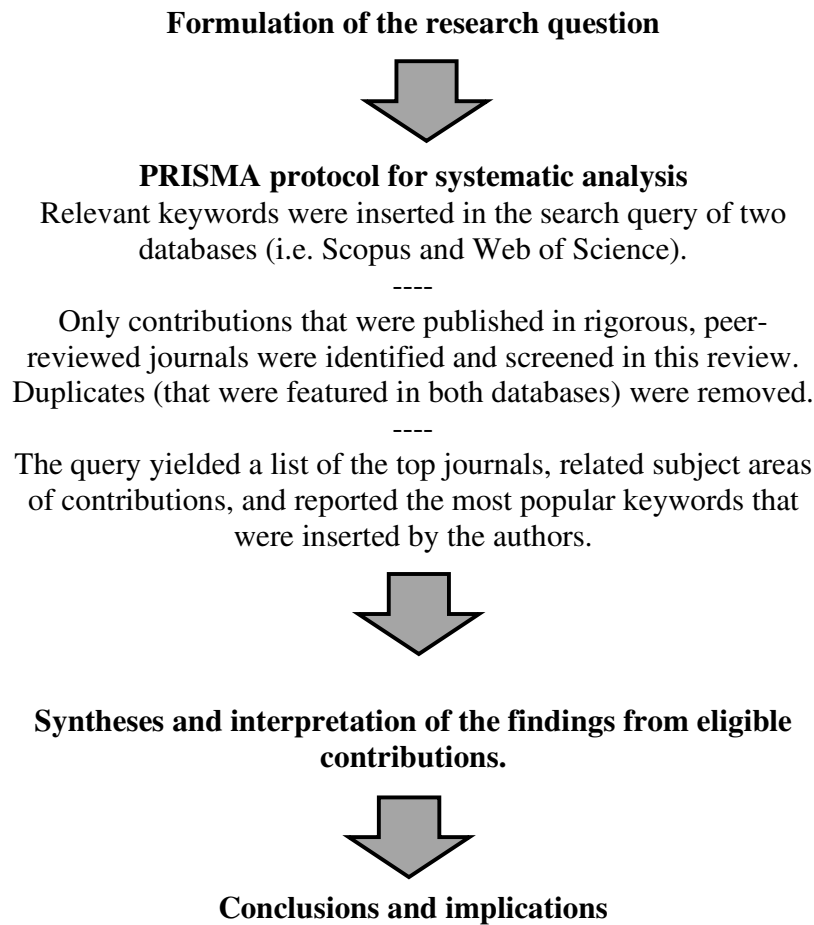 Formulation of the research question
PRISMA protocol for systematic analysis
Relevant keywords were inserted in the search query of two
databases (i.e. Scopus and Web of Science).
----
Only contributions that were published in rigorous, peer-
reviewed journals were identified and screened in this review.
Duplicates (that were featured in both databases) were removed.
----
The query yielded a list of the top journals, related subject areas
of contributions, and reported the most popular keywords that
were inserted by the authors.
Syntheses and interpretation of the findings from eligible
contributions.
Conclusions and implications